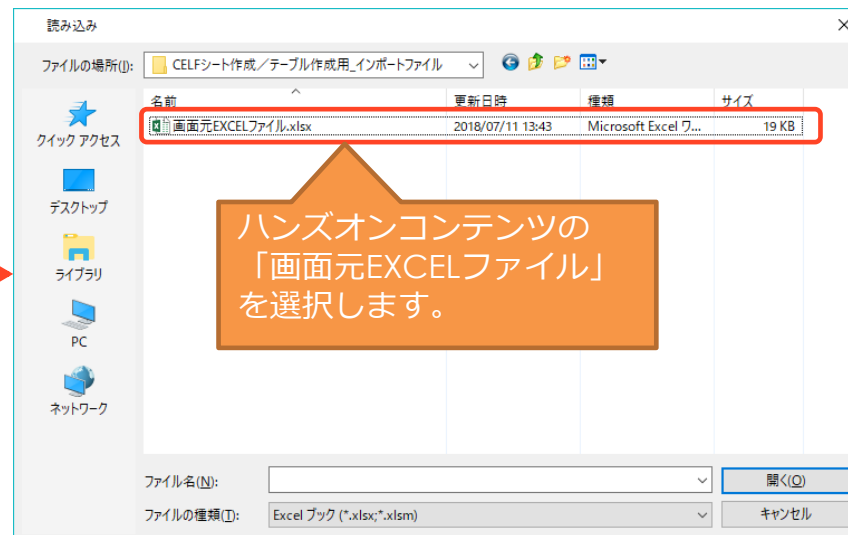 読み込み
ファイルの場所(I):
CELFシート作成／テーブル作成用_インポートファイル
名前
更新日時
種類
サイズ
画面元EXCELファイル.xlsx
2018/07/11 13:43
Microsoft Excel ワ...
19 KB
クイック アクセス
デスクトップ
ライブラリ
PC
ネットワーク
ハンズオンコンテンツの
「画面元EXCELファイル」
を選択します。
ファイル名(N):
開く(O)
ファイルの種類(T):
Excel ブック (*.xlsx;*.xlsm)
キャンセル